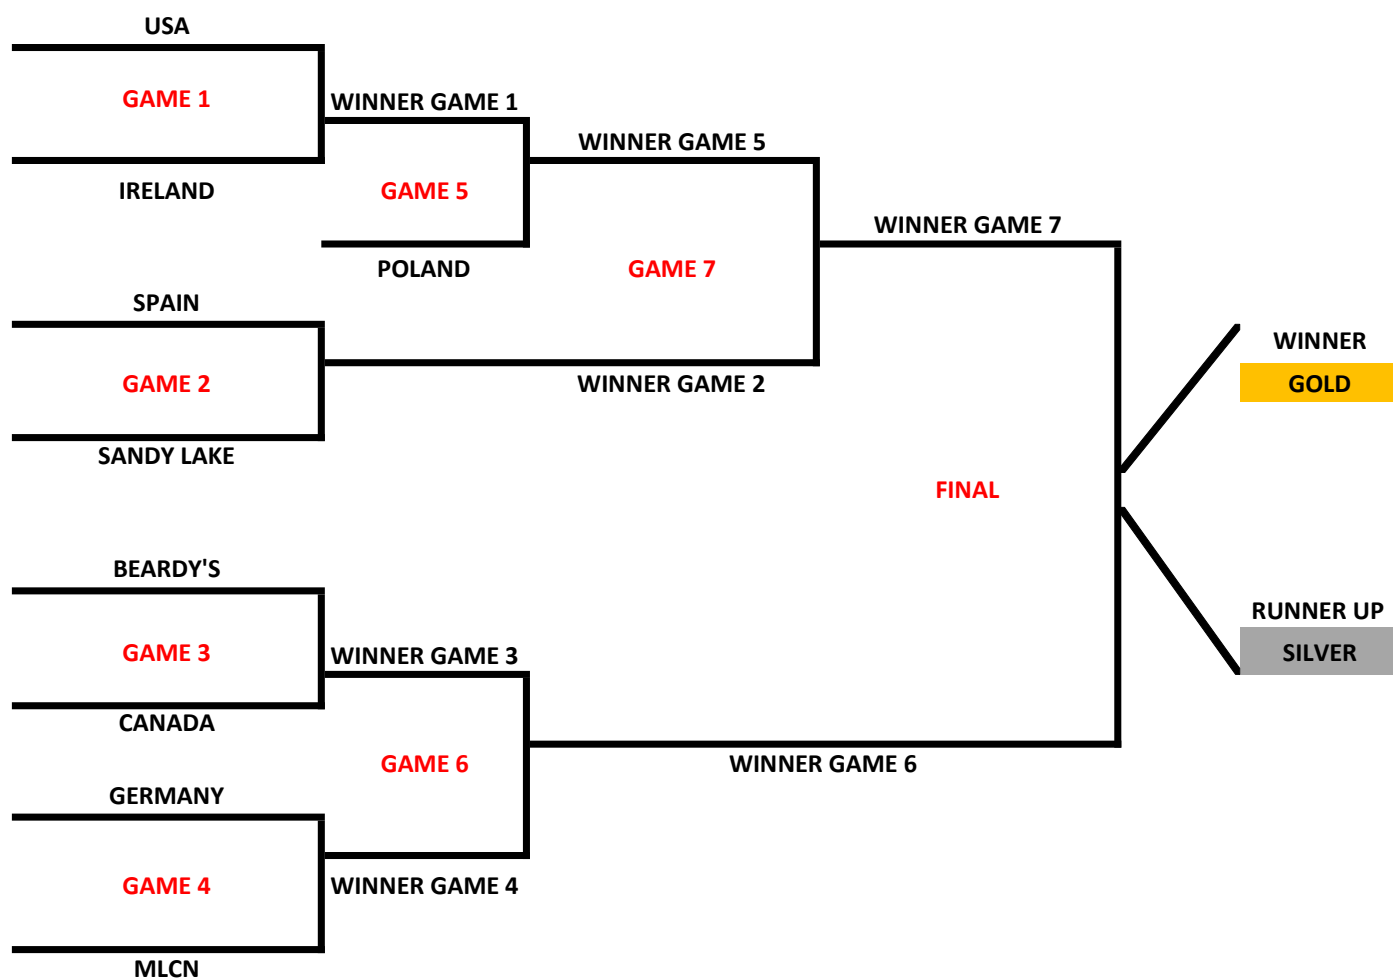 USA
GAME 1
WINNER GAME 1
WINNER GAME 5
IRELAND
GAME 5
WINNER GAME 7
POLAND
GAME 7
SPAIN
WINNER
GAME 2
WINNER GAME 2
GOLD
SANDY LAKE
FINAL
BEARDY'S
RUNNER UP
GAME 3
WINNER GAME 3
SILVER
CANADA
GAME 6
WINNER GAME 6
GERMANY
GAME 4
WINNER GAME 4
MLCN